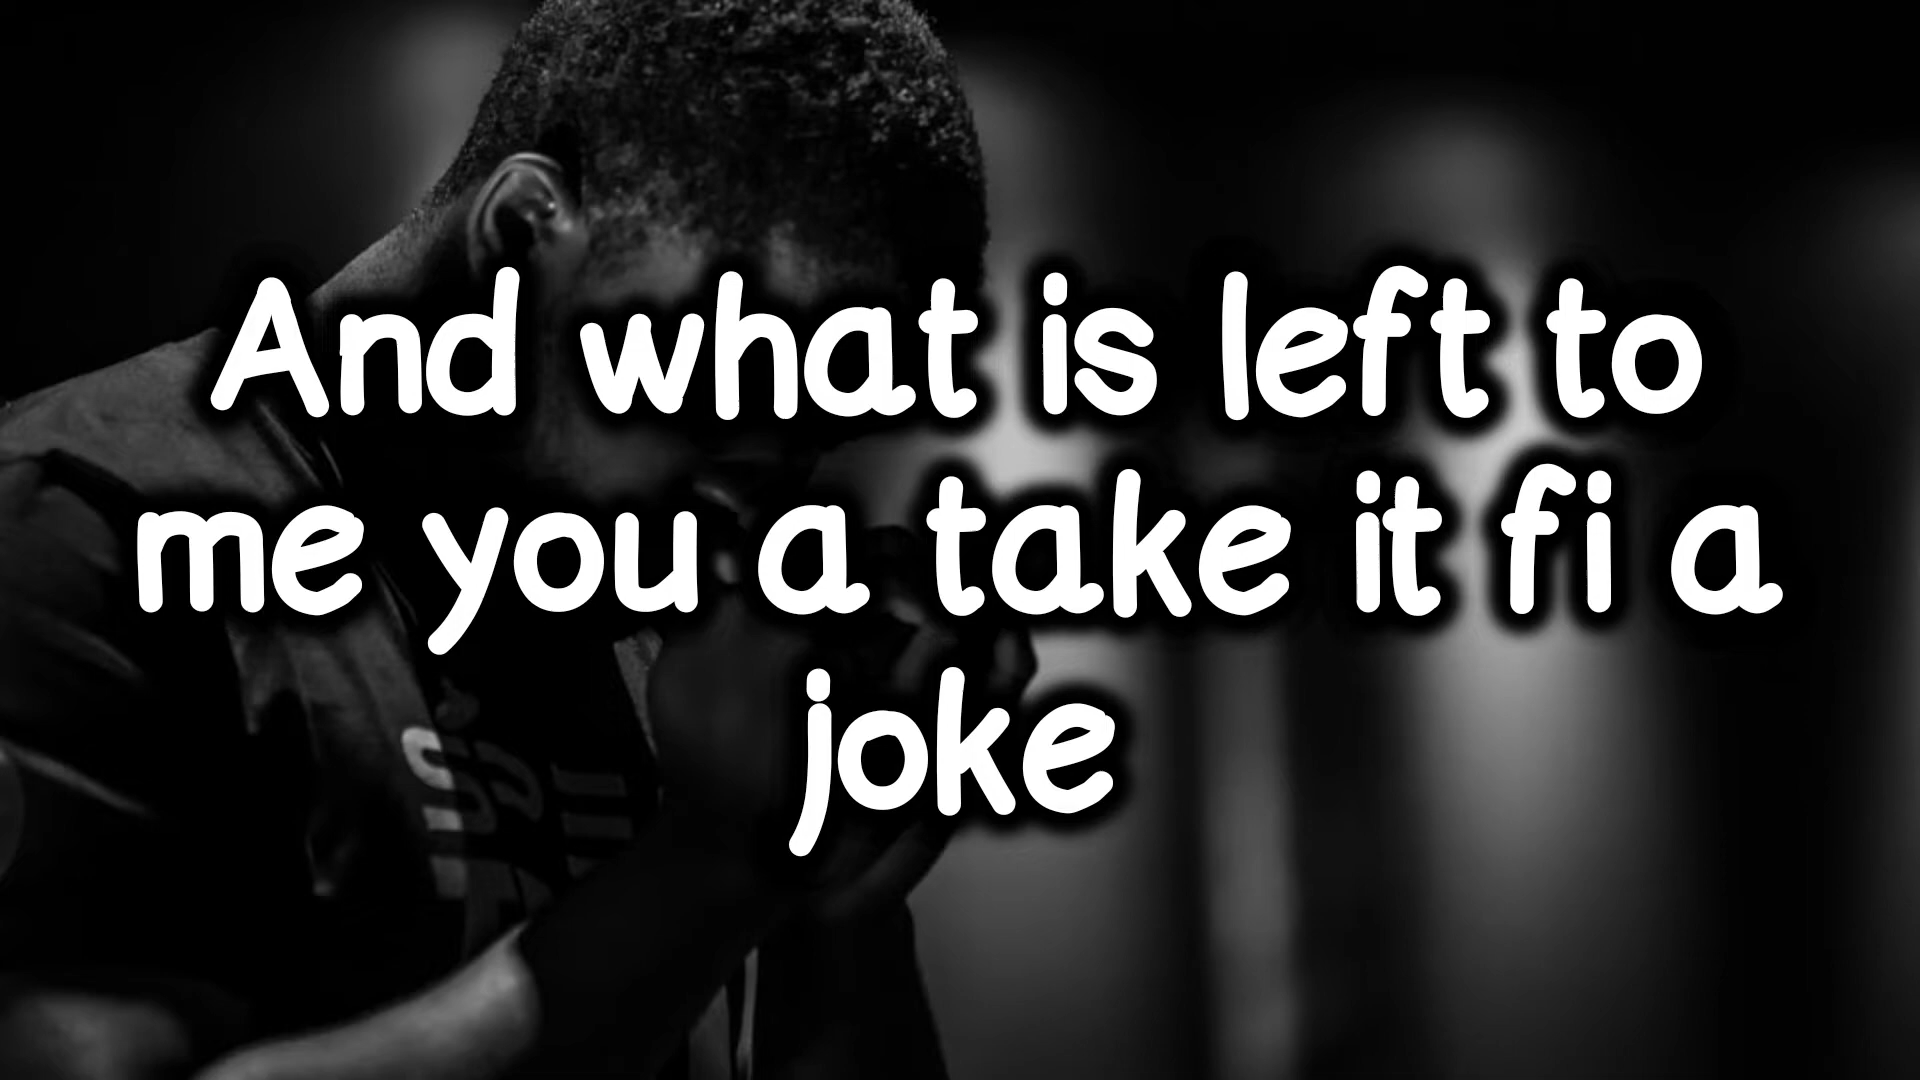 And what is left to
me you a take it fi a
joke